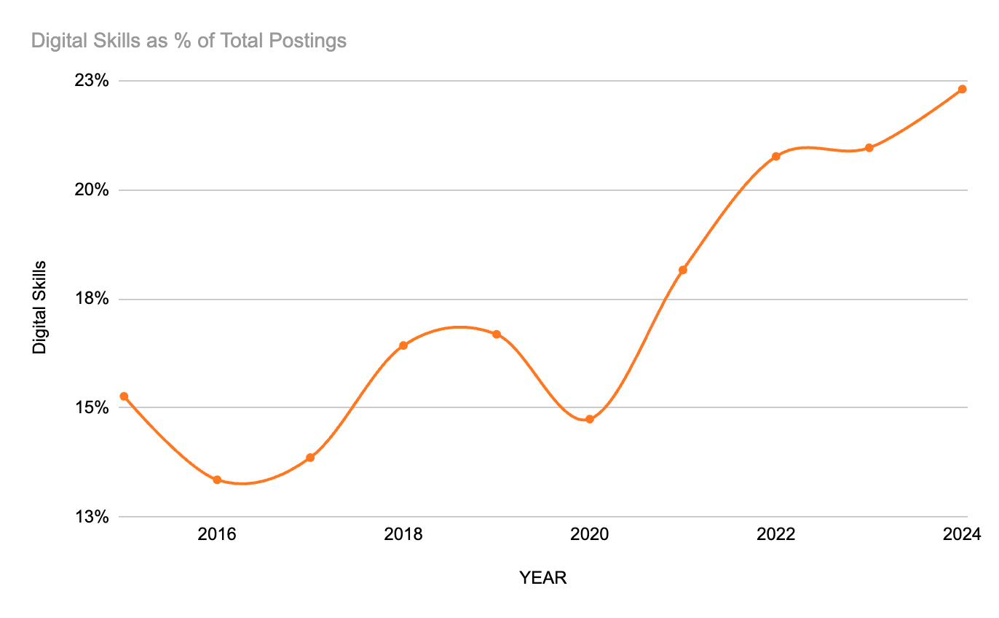 Digital Skills as % of Total Postings
23%
20%
18%
15%
13%
Digital Skills
2016 2018 2020 2022 2024
YEAR